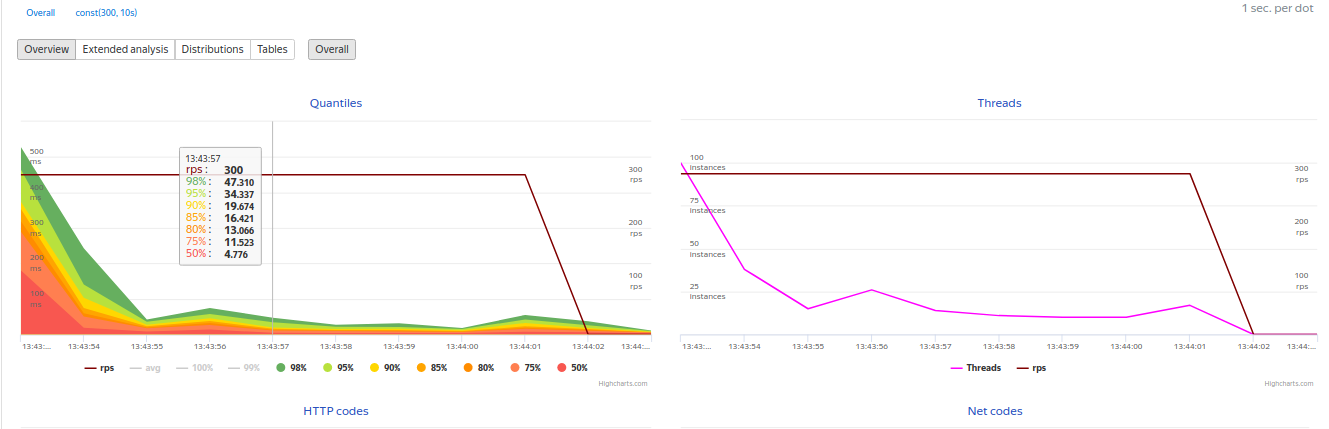 Overall const(300, 10s)
1 sec. per dot
Overview Extended analysis Distributions Tables Overall
Quantiles
500
ms
400
ms
300
ms
200
ms
100
ms
13:43:57
rps : 300
98% : 47.310
95% : 34.337
90% : 19.674
85% : 16.421
80% : 13.066
75% : 11.523
50% : 4.776
300
rps
200
rps
100
rps
13:43:... 13:43:54 13:43:55 13:43:56 13:43:57 13:43:58 13:43:59 13:44:00 13:44:01 13:44:02 13:44:...
rps avg 100% 99% 98% 95% 90% 85% 80% 75% 50%
Highcharts.com
Threads
100
instances
75
instances
50
instances
25
instances
300
rps
200
rps
100
rps
13:43:... 13:43:54 13:43:55 13:43:56 13:43:57 13:43:58 13:43:59 13:44:00 13:44:01 13:44:02 13:44:...
Threads rps
Highcharts.com
HTTP codes
Net codes